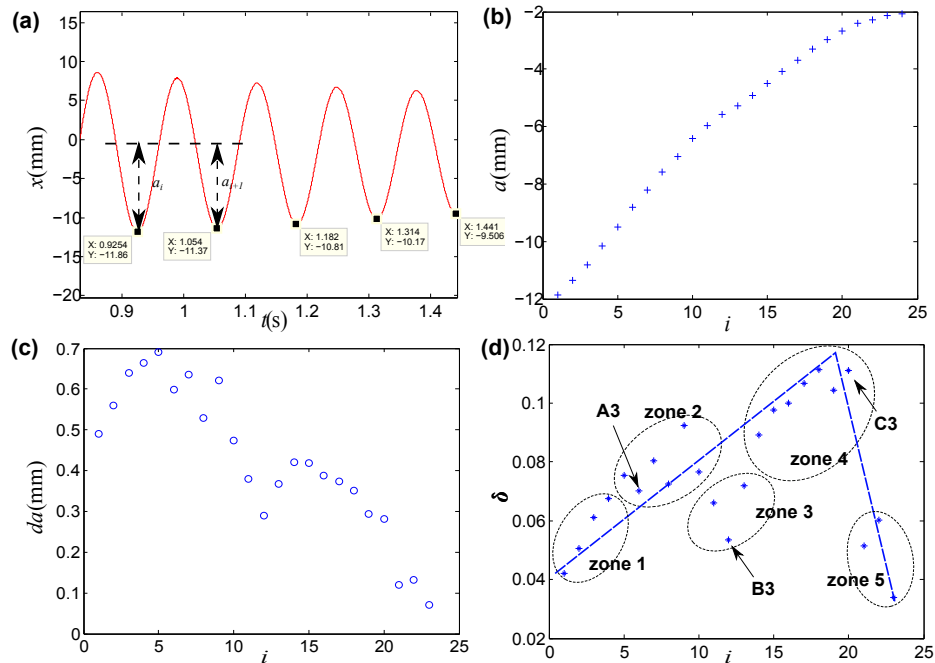 (a)
x(mm)
15
10
5
0
−5
−10
−15
−20
a_i
a_{i+1}
X: 0.9254
Y: −11.86
X: 1.054
Y: −11.37
X: 1.182
Y: −10.81
X: 1.314
Y: −10.17
X: 1.441
Y: −9.506
0.9
1
1.1
1.2
1.3
1.4
t(s)
(b)
a(mm)
−2
−4
−6
−8
−10
−12
0
5
10
15
20
25
i
(c)
da(mm)
0.7
0.6
0.5
0.4
0.3
0.2
0.1
0
0
5
10
15
20
25
i
(d)
δ
0.12
0.1
0.08
0.06
0.04
0.02
A3
zone 2
C3
zone 4
zone 3
zone 1
B3
zone 5
0
5
10
15
20
25
i